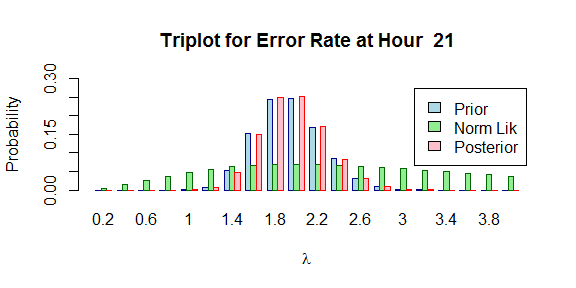 Triplot for Error Rate at Hour  21
Probability
0.30
0.15
0.00
Prior
Norm Lik
Posterior
0.2 0.6 1 1.4 1.8 2.2 2.6 3 3.4 3.8
λ